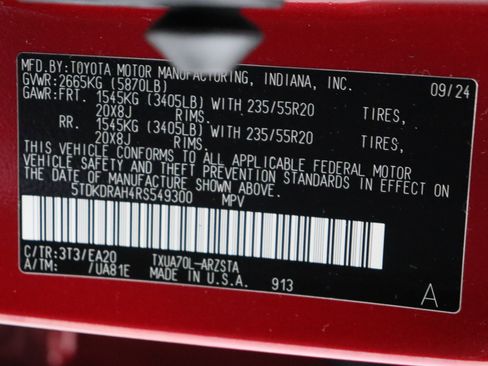 MFD.BY:TOYOTA MOTOR MANUFACTURING, INDIANA, INC. 09/24
GVWR:2665KG (5870LB)
GAWR:FRT. 1545KG (3405LB) WITH 235/55R20 TIRES,
20X8J RIMS.
RR. 1545KG (3405LB) WITH 235/55R20 TIRES,
20X8J RIMS.
THIS VEHICLE CONFORMS TO ALL APPLICABLE FEDERAL MOTOR
VEHICLE SAFETY AND THEFT PREVENTION STANDARDS IN EFFECT ON
THE DATE OF MANUFACTURE SHOWN ABOVE.
5TDKDRAH4RS549300 MPV
C/TR:3T3/EA20 TXUA70L-ARZSTA
A/TM: /UA81E MADE IN U.S.A. 913 A